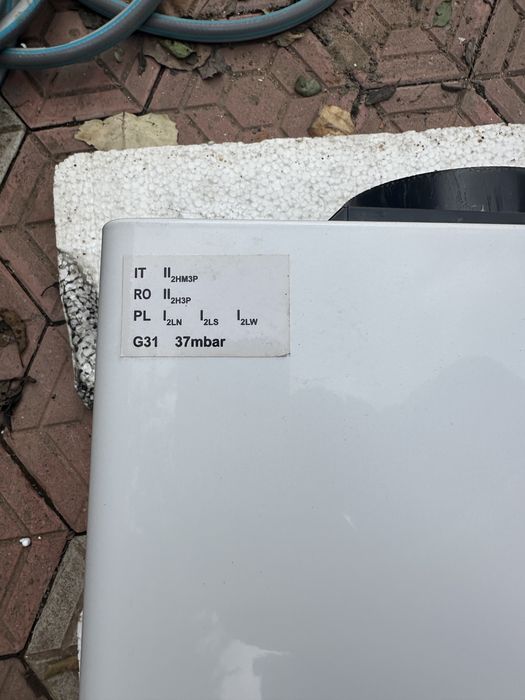 IT II2HM3P
RO II2H3P
PL I2LN I2LS I2LW
G31 37mbar